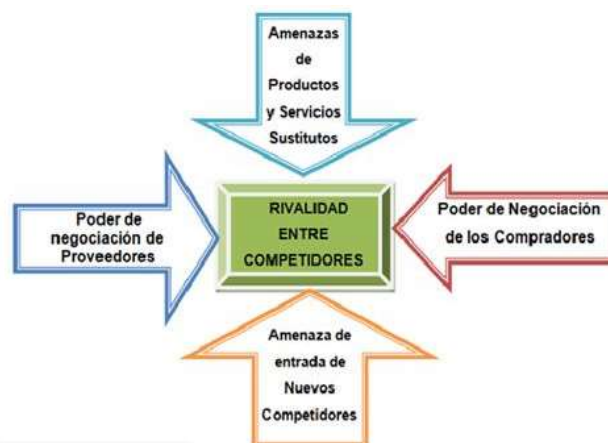 Amenazas
de
Productos
y Servicios
Sustitutos
Poder de
negociación de
Proveedores
RIVALIDAD
ENTRE
COMPETIDORES
Poder de Negociación
de los Compradores
Amenaza de
entrada de
Nuevos
Competidores